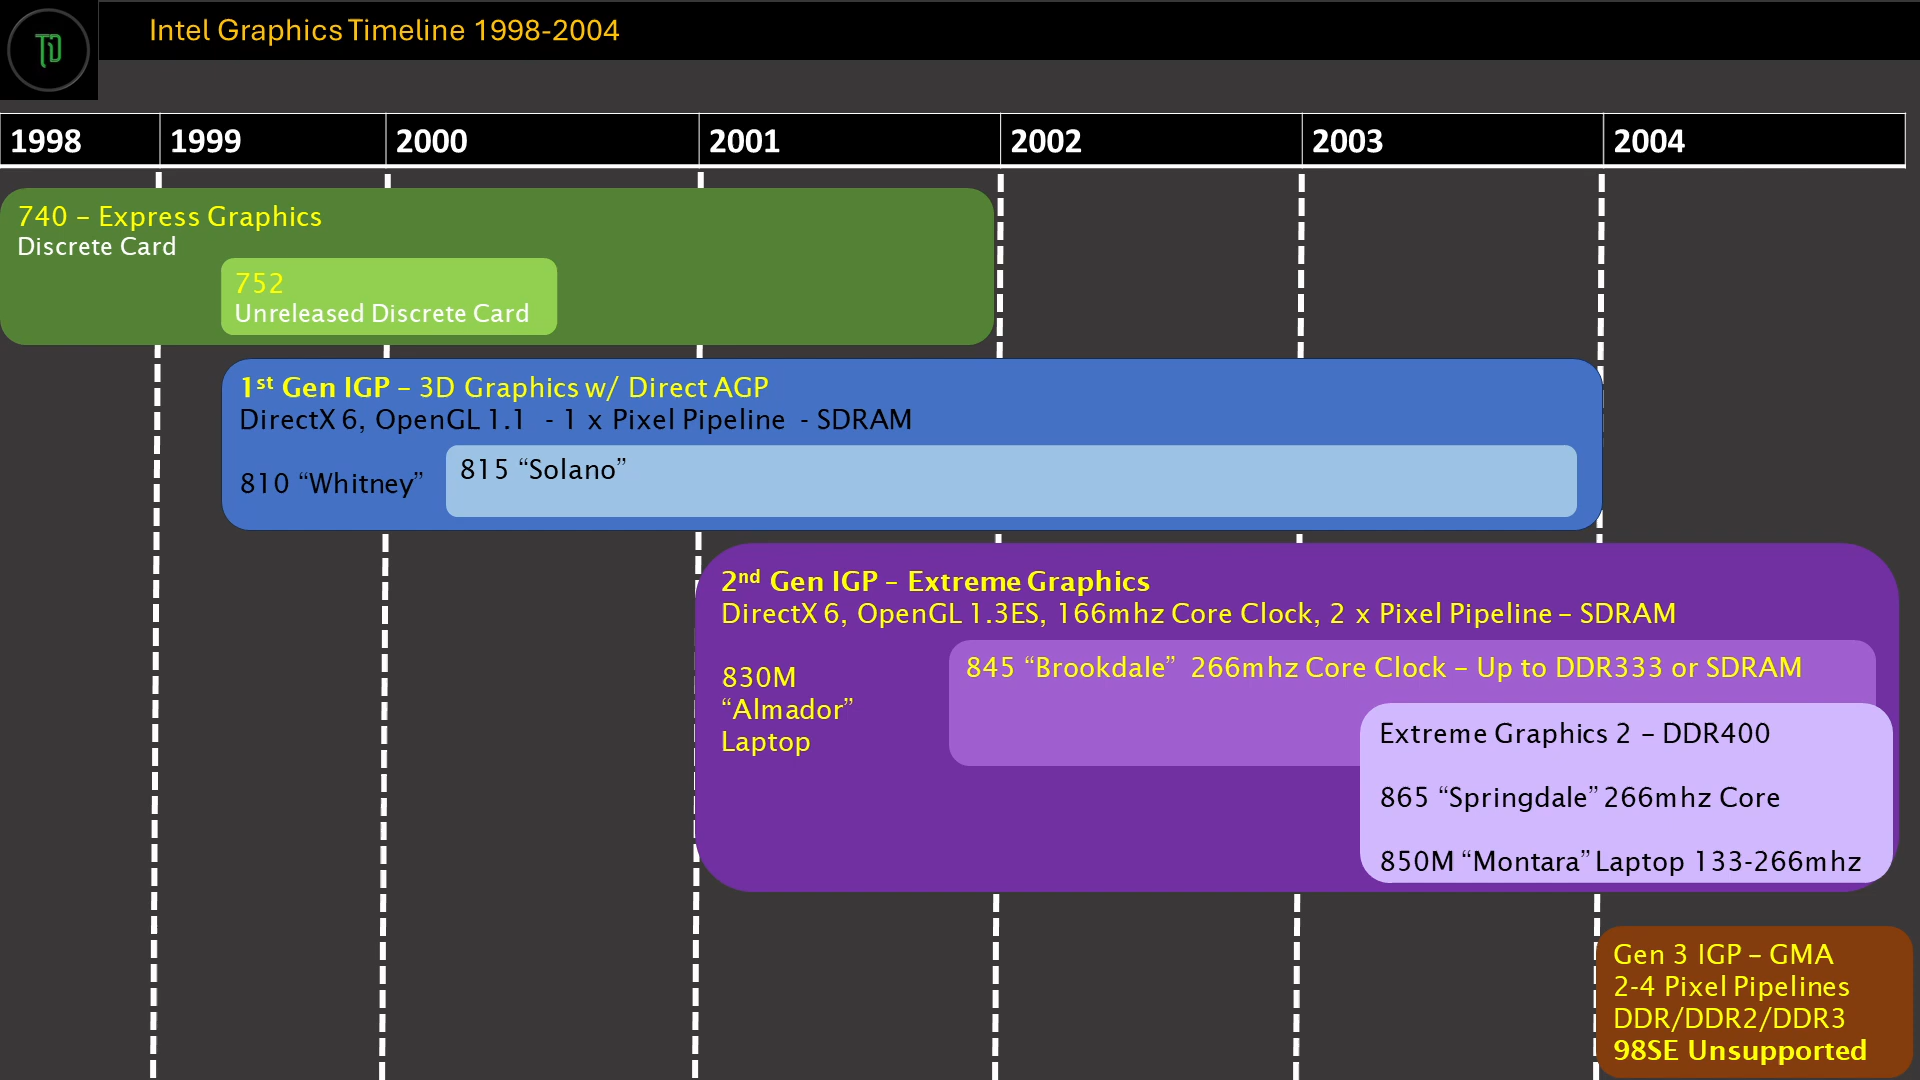 TD
Intel Graphics Timeline 1998-2004
1998 1999 2000 2001 2002 2003 2004
740 – Express Graphics
Discrete Card
752
Unreleased Discrete Card
1st Gen IGP – 3D Graphics w/ Direct AGP
DirectX 6, OpenGL 1.1 - 1 x Pixel Pipeline - SDRAM
810 “Whitney”
815 “Solano”
2nd Gen IGP – Extreme Graphics
DirectX 6, OpenGL 1.3ES, 166mhz Core Clock, 2 x Pixel Pipeline – SDRAM
830M
“Almador”
Laptop
845 “Brookdale” 266mhz Core Clock – Up to DDR333 or SDRAM
Extreme Graphics 2 – DDR400
865 “Springdale” 266mhz Core
850M “Montara” Laptop 133-266mhz
Gen 3 IGP – GMA
2-4 Pixel Pipelines
DDR/DDR2/DDR3
98SE Unsupported